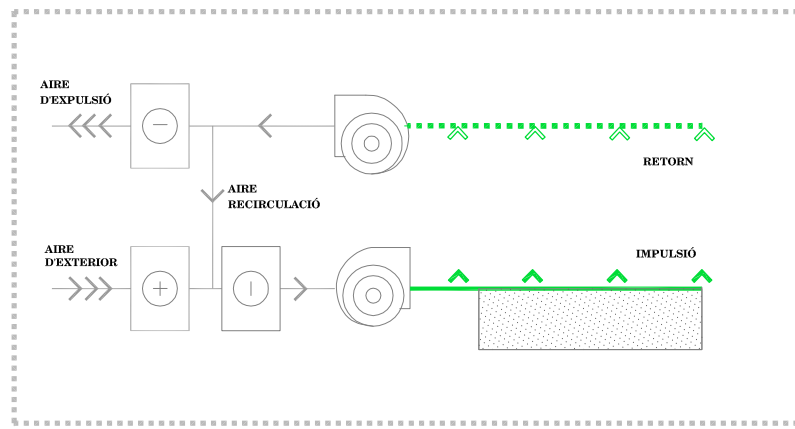 AIRE
D'EXPULSIÓ
RETORN
AIRE
RECIRCULACIÓ
AIRE
D'EXTERIOR
IMPULSIÓ